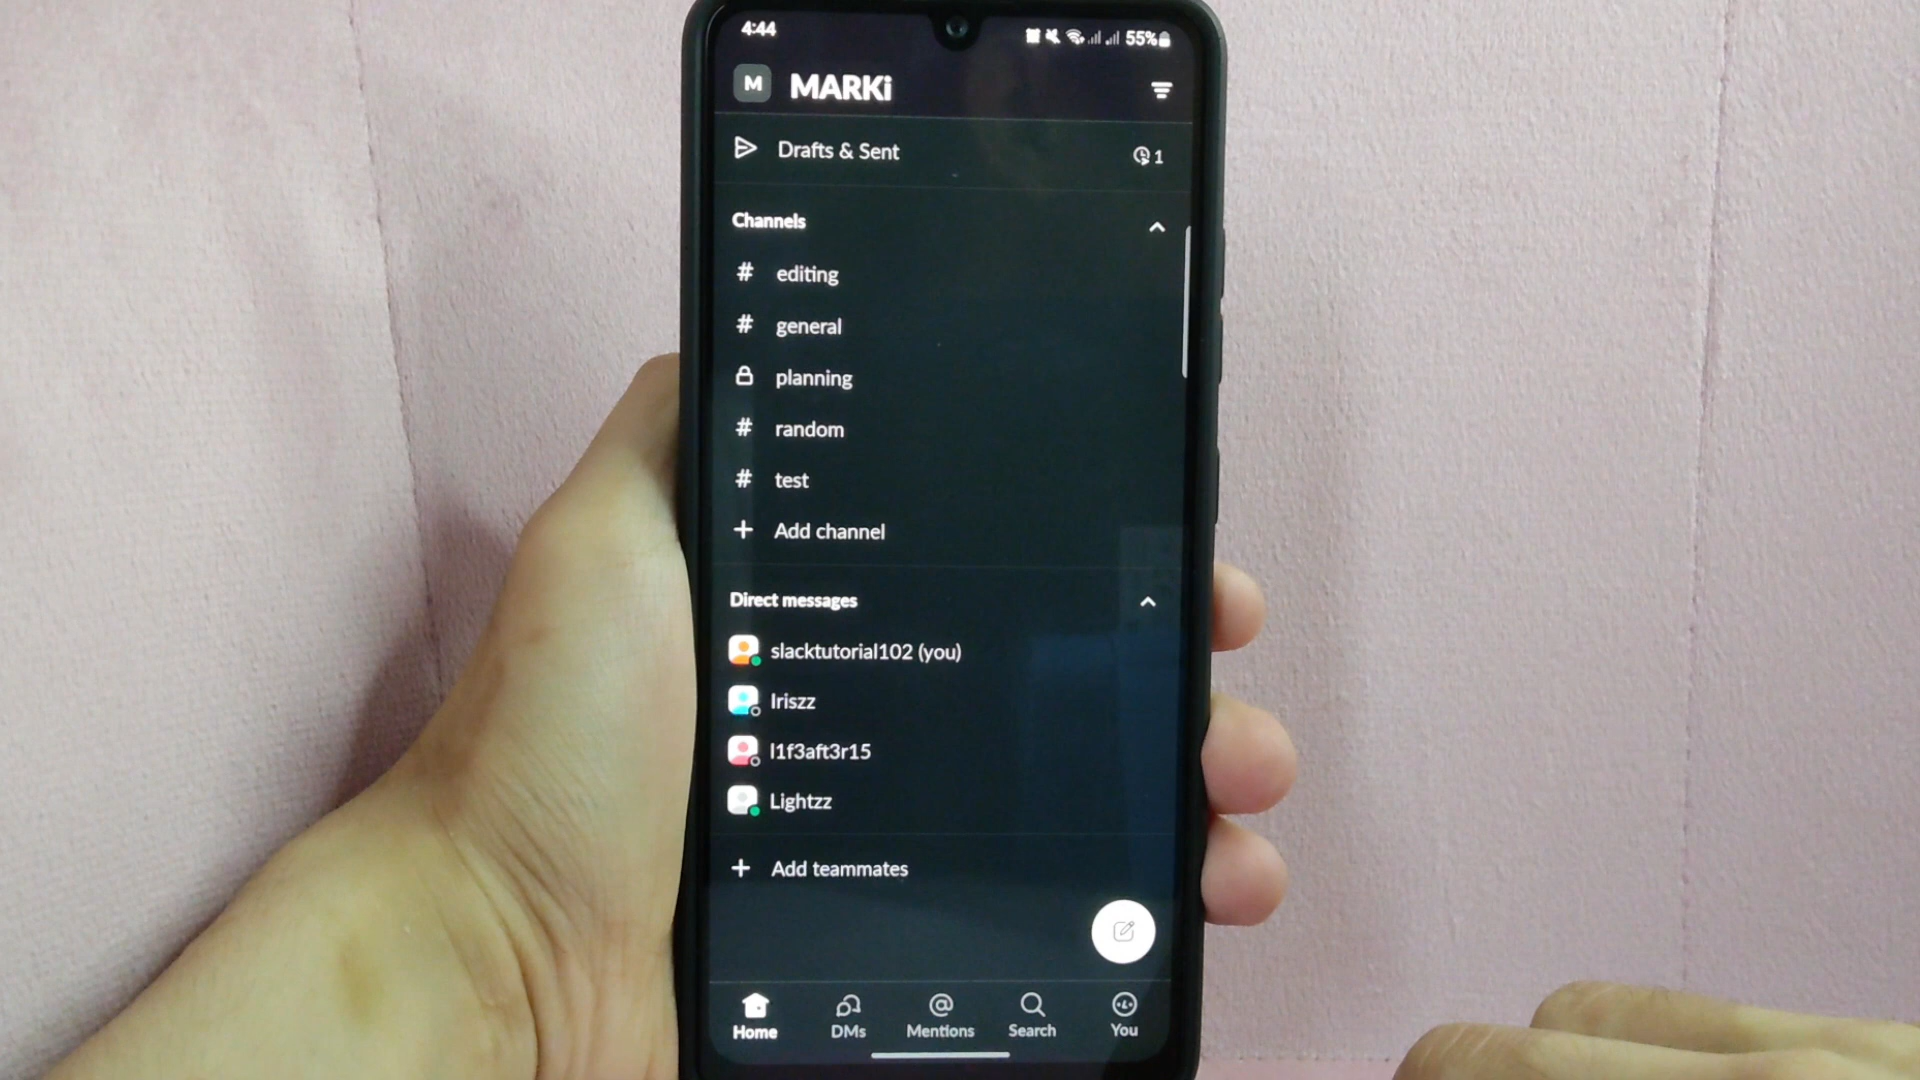 4:44
55%
M MARKi
Drafts & Sent
1
Channels
# editing
# general
planning
# random
# test
+ Add channel
Direct messages
slacktutorial102 (you)
Iriszz
l1f3aft3r15
Lightzz
+ Add teammates
Home DMs Mentions Search You